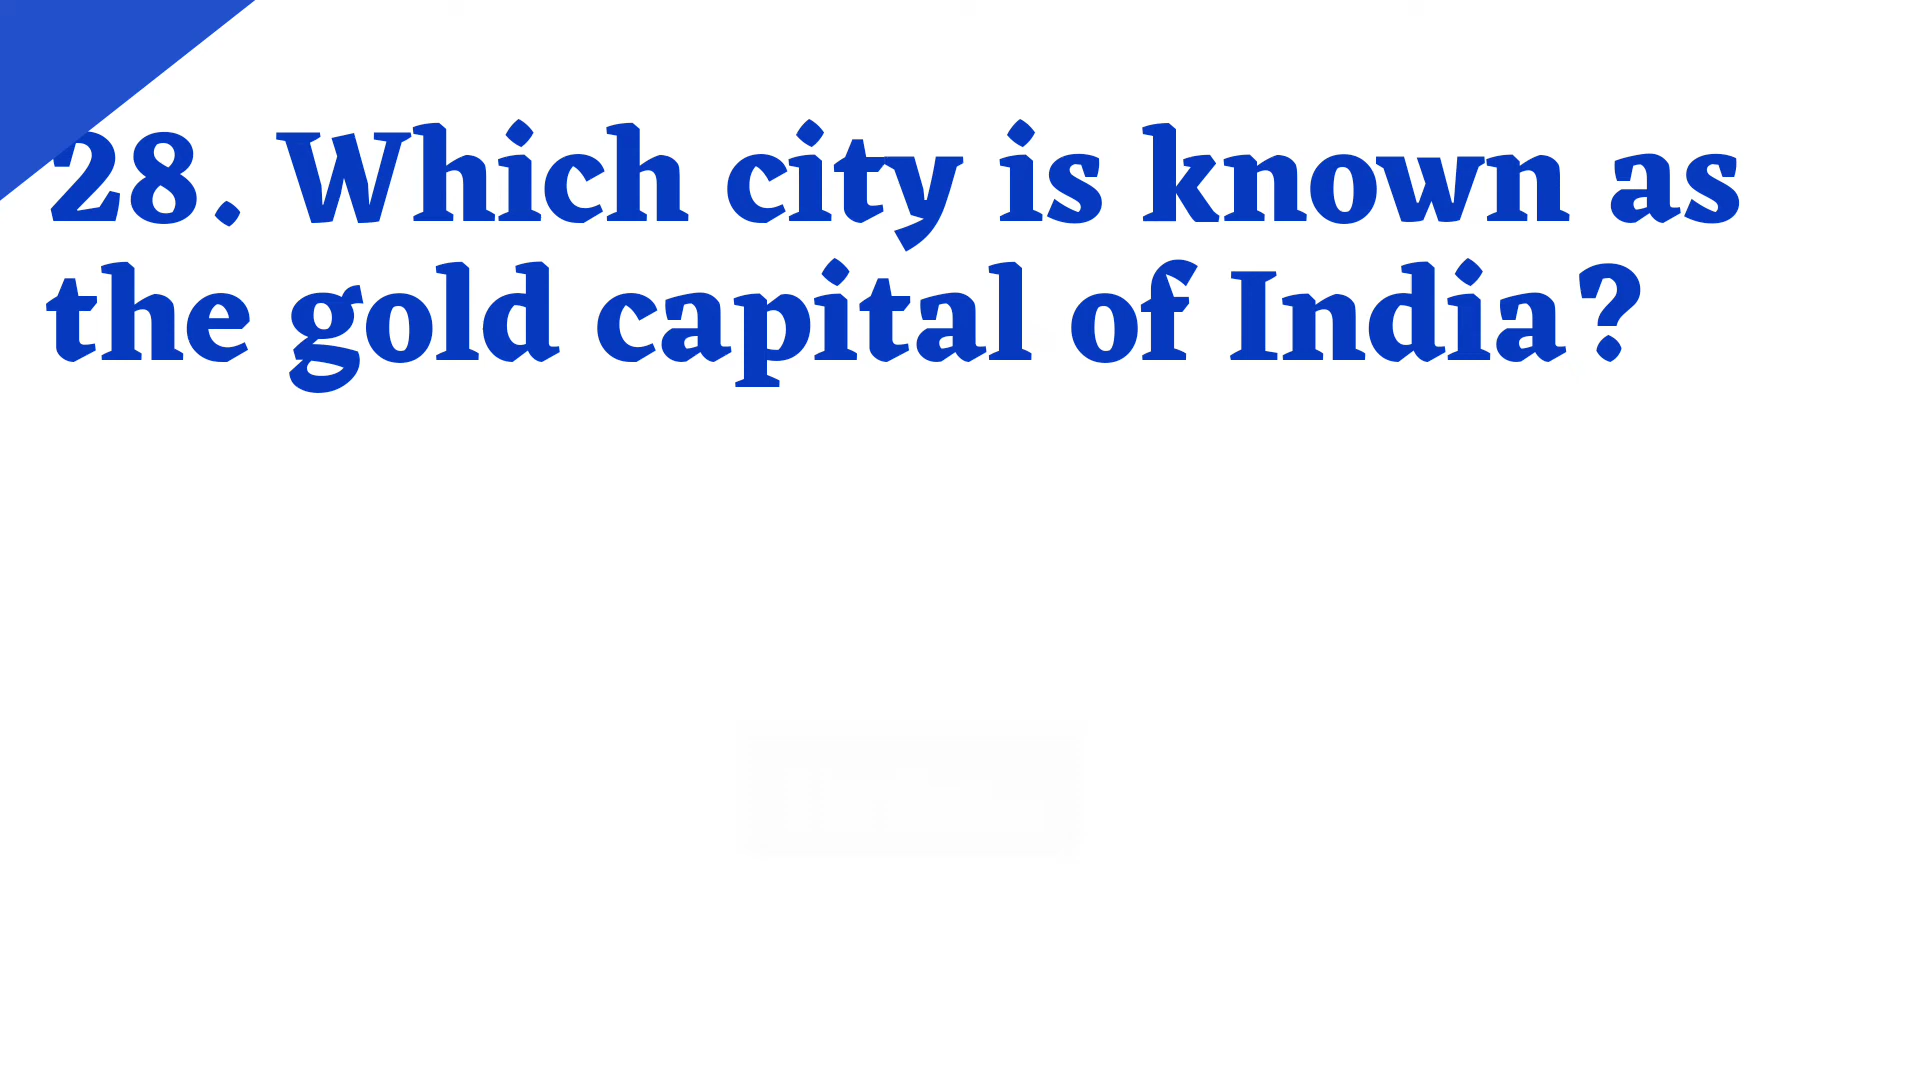 28. Which city is known as
the gold capital of India?